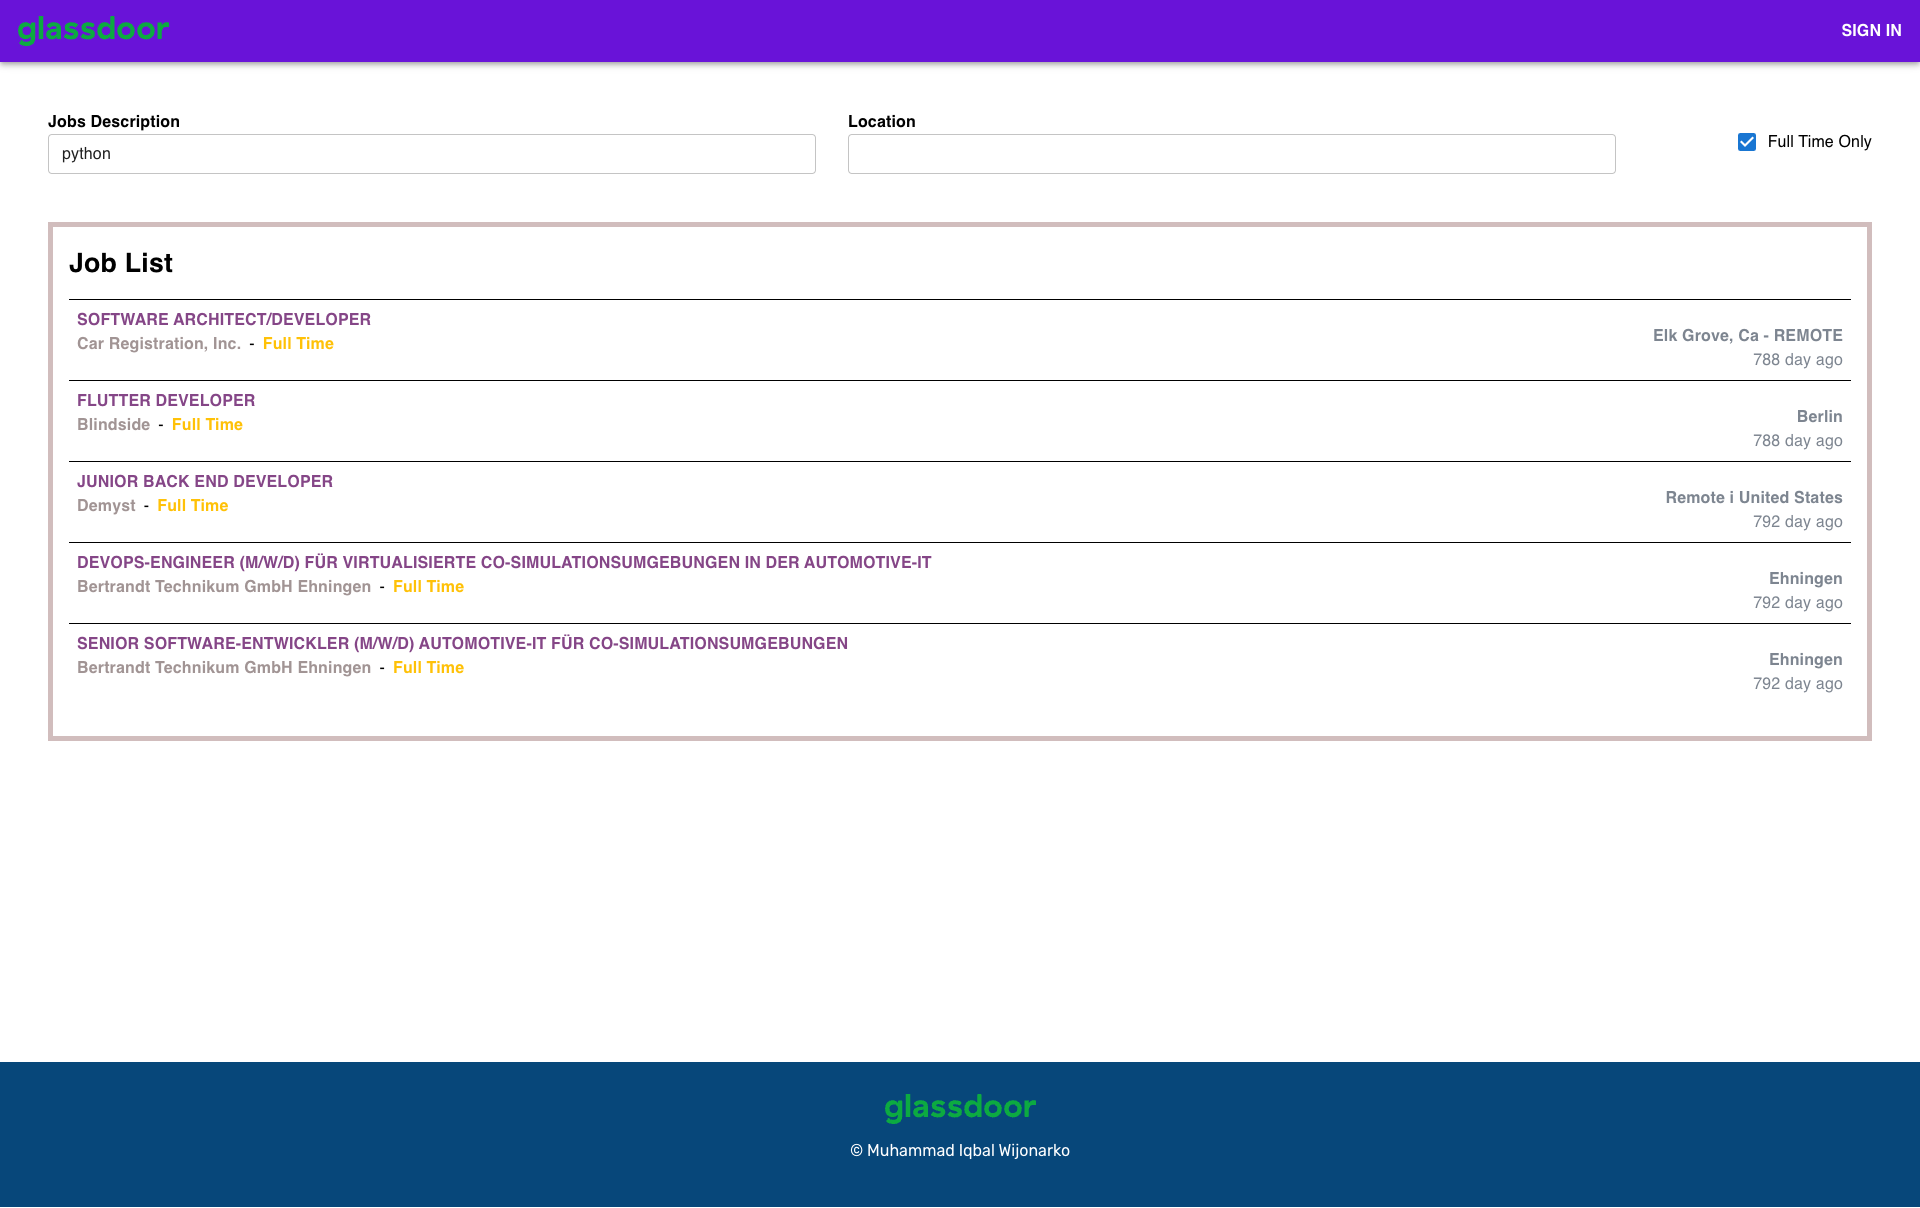 glassdoor
SIGN IN
Jobs Description
Location
python
Full Time Only
Job List
SOFTWARE ARCHITECT/DEVELOPER
Car Registration, Inc. - Full Time
Elk Grove, Ca - REMOTE
788 day ago
FLUTTER DEVELOPER
Blindside - Full Time
Berlin
788 day ago
JUNIOR BACK END DEVELOPER
Demyst - Full Time
Remote i United States
792 day ago
DEVOPS-ENGINEER (M/W/D) FÜR VIRTUALISIERTE CO-SIMULATIONSUMGEBUNGEN IN DER AUTOMOTIVE-IT
Bertrandt Technikum GmbH Ehningen - Full Time
Ehningen
792 day ago
SENIOR SOFTWARE-ENTWICKLER (M/W/D) AUTOMOTIVE-IT FÜR CO-SIMULATIONSUMGEBUNGEN
Bertrandt Technikum GmbH Ehningen - Full Time
Ehningen
792 day ago
glassdoor
© Muhammad Iqbal Wijonarko